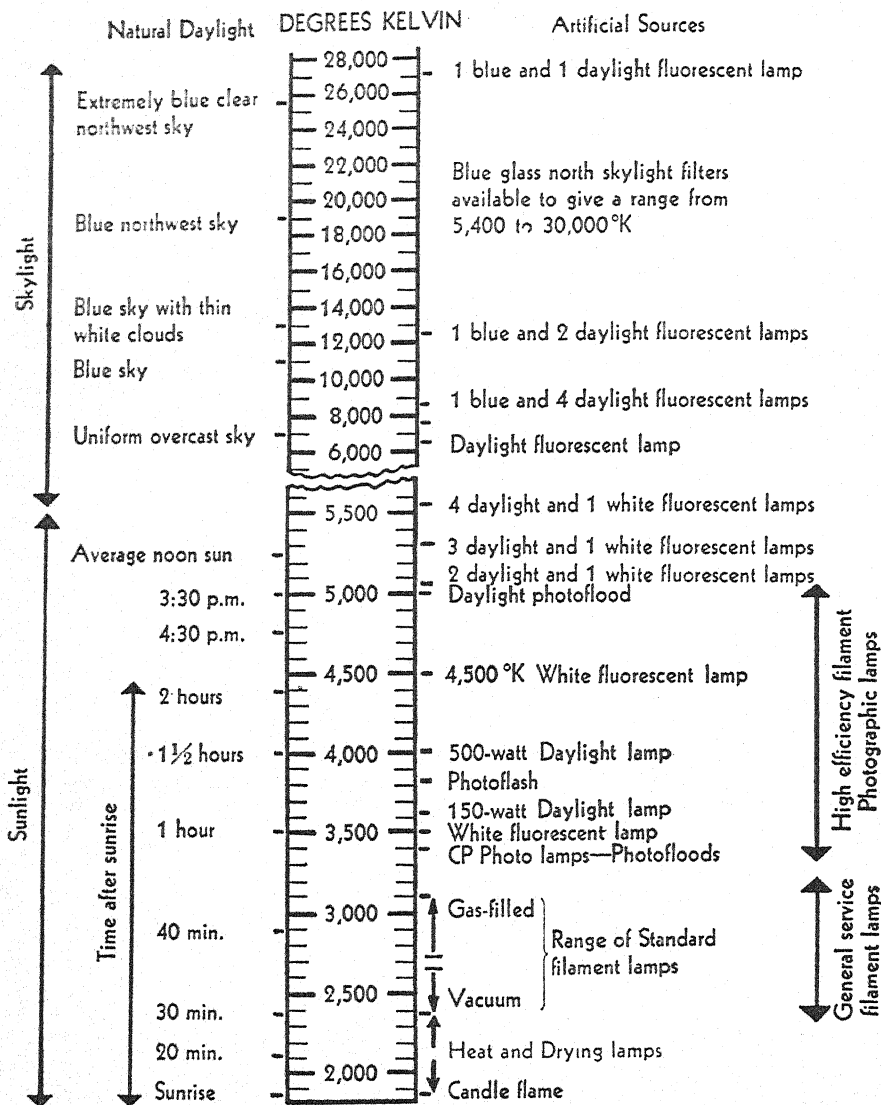 Natural Daylight
DEGREES KELVIN
Artificial Sources
Skylight
Extremely blue clear
northwest sky
Blue northwest sky
Blue sky with thin
white clouds
Blue sky
Uniform overcast sky
Sunlight
Average noon sun
3:30 p.m.
4:30 p.m.
Time after sunrise
2 hours
1½ hours
1 hour
40 min.
30 min.
20 min.
Sunrise
28,000
26,000
24,000
22,000
20,000
18,000
16,000
14,000
12,000
10,000
8,000
6,000
5,500
5,000
4,500
4,000
3,500
3,000
2,500
2,000
1 blue and 1 daylight fluorescent lamp
Blue glass north skylight filters
available to give a range from
5,400 to 30,000°K
1 blue and 2 daylight fluorescent lamps
1 blue and 4 daylight fluorescent lamps
Daylight fluorescent lamp
4 daylight and 1 white fluorescent lamps
3 daylight and 1 white fluorescent lamps
2 daylight and 1 white fluorescent lamps
Daylight photoflood
4,500 °K White fluorescent lamp
500-watt Daylight lamp
Photoflash
150-watt Daylight lamp
White fluorescent lamp
CP Photo lamps—Photofloods
Gas-filled
Range of Standard
filament lamps
Vacuum
Heat and Drying lamps
Candle flame
High efficiency filament
Photographic lamps
General service
filament lamps